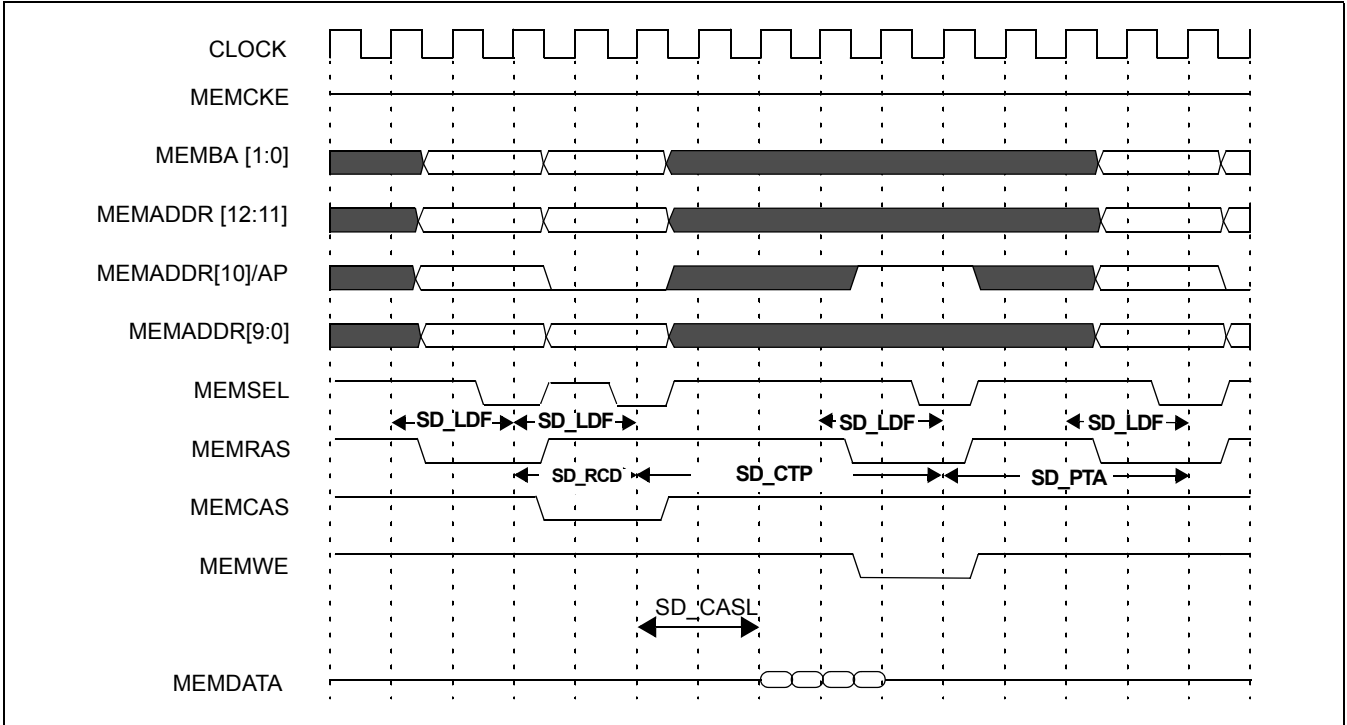 CLOCK
MEMCKE
MEMBA [1:0]
MEMADDR [12:11]
MEMADDR[10]/AP
MEMADDR[9:0]
MEMSEL
SD_LDF SD_LDF SD_LDF SD_LDF
MEMRAS
SD_RCD SD_CTP SD_PTA
MEMCAS
MEMWE
SD_CASL
MEMDATA